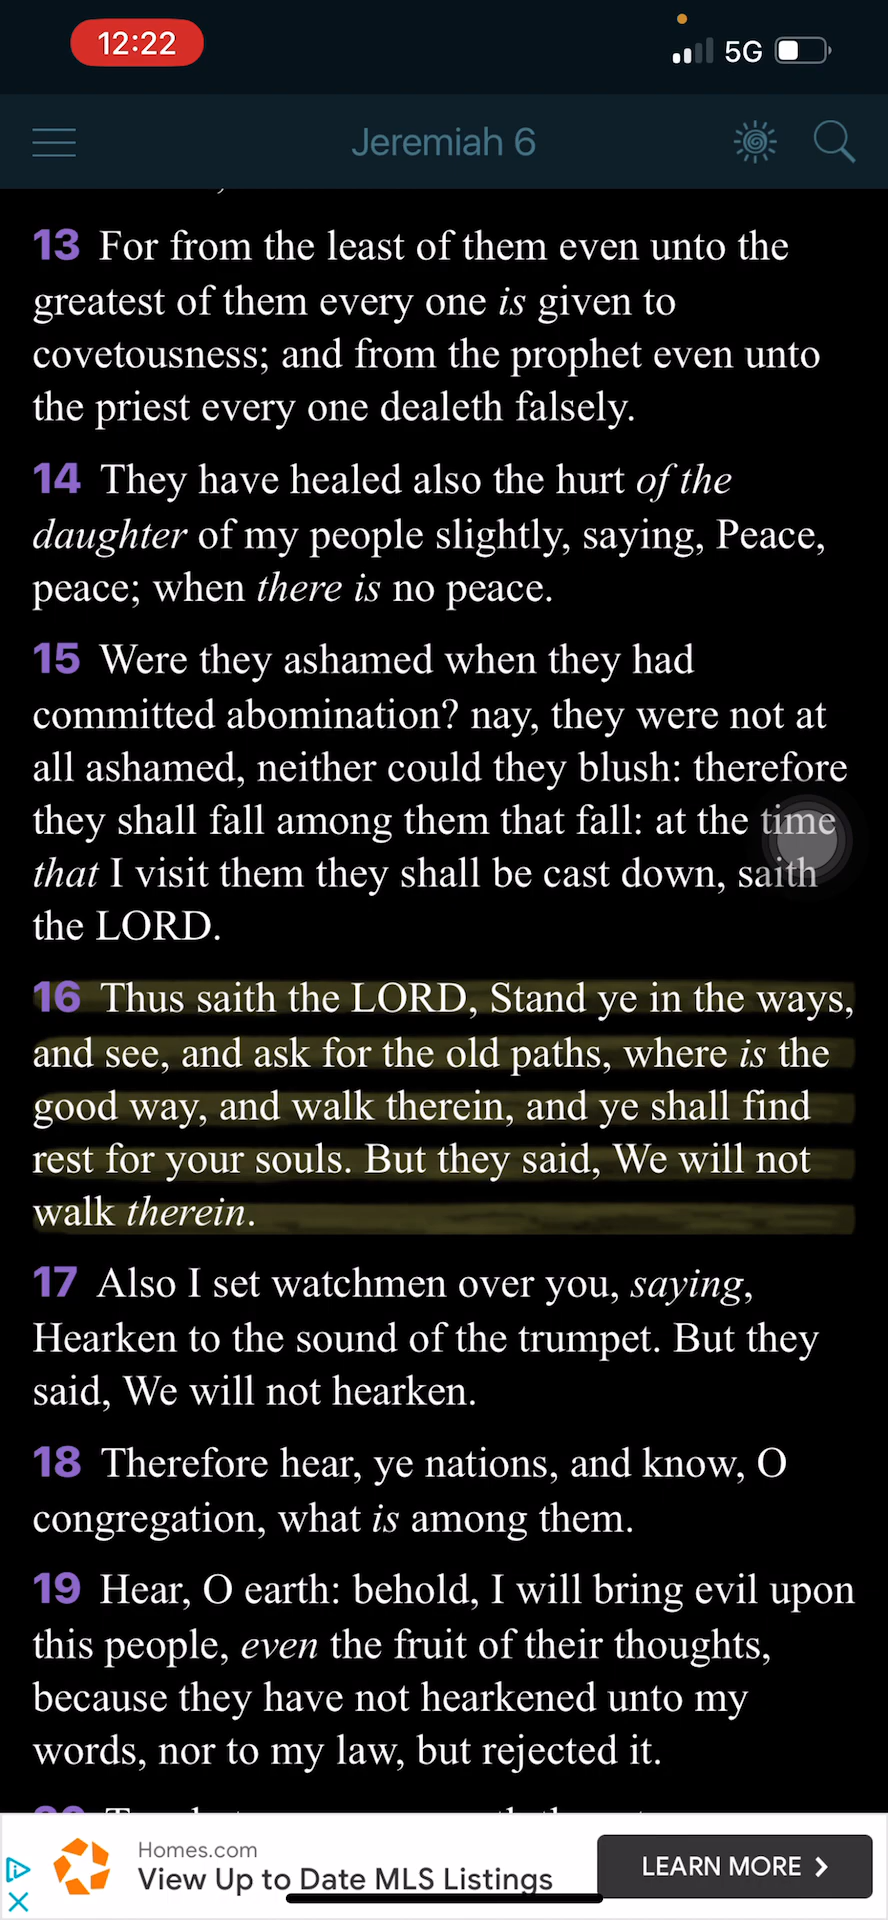 12:22
5G
Jeremiah 6
13 For from the least of them even unto the
greatest of them every one is given to
covetousness; and from the prophet even unto
the priest every one dealeth falsely.
14 They have healed also the hurt of the
daughter of my people slightly, saying, Peace,
peace; when there is no peace.
15 Were they ashamed when they had
committed abomination? nay, they were not at
all ashamed, neither could they blush: therefore
they shall fall among them that fall: at the time
that I visit them they shall be cast down, saith
the LORD.
16 Thus saith the LORD, Stand ye in the ways,
and see, and ask for the old paths, where is the
good way, and walk therein, and ye shall find
rest for your souls. But they said, We will not
walk therein.
17 Also I set watchmen over you, saying,
Hearken to the sound of the trumpet. But they
said, We will not hearken.
18 Therefore hear, ye nations, and know, O
congregation, what is among them.
19 Hear, O earth: behold, I will bring evil upon
this people, even the fruit of their thoughts,
because they have not hearkened unto my
words, nor to my law, but rejected it.
Homes.com
View Up to Date MLS Listings
LEARN MORE